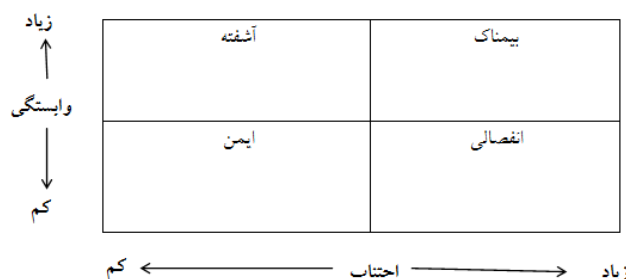 زیاد
بیمناک
آشفته
وابستگی
انفصالی
ایمن
کم
زیاد
اجتناب
کم